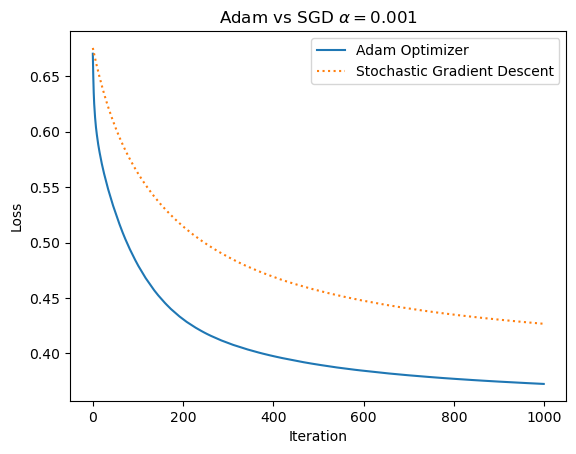 Adam vs SGD α = 0.001
Adam Optimizer
Stochastic Gradient Descent
0.65
0.60
0.55
0.50
0.45
0.40
Loss
0
200
400
600
800
1000
Iteration